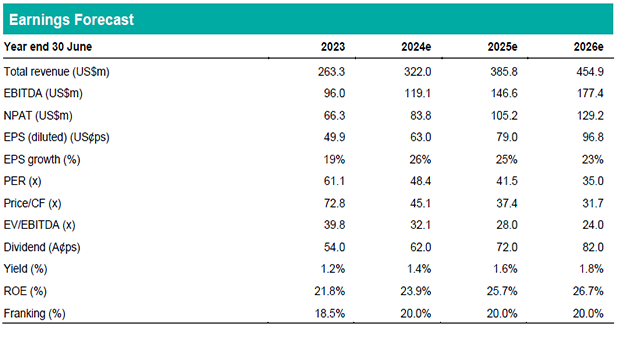 Earnings Forecast
Year end 30 June 2023 2024e 2025e 2026e
Total revenue (US$m) 263.3 322.0 385.8 454.9
EBITDA (US$m) 96.0 119.1 146.6 177.4
NPAT (US$m) 66.3 83.8 105.2 129.2
EPS (diluted) (US¢ps) 49.9 63.0 79.0 96.8
EPS growth (%) 19% 26% 25% 23%
PER (x) 61.1 48.4 41.5 35.0
Price/CF (x) 72.8 45.1 37.4 31.7
EV/EBITDA (x) 39.8 32.1 28.0 24.0
Dividend (A¢ps) 54.0 62.0 72.0 82.0
Yield (%) 1.2% 1.4% 1.6% 1.8%
ROE (%) 21.8% 23.9% 25.7% 26.7%
Franking (%) 18.5% 20.0% 20.0% 20.0%